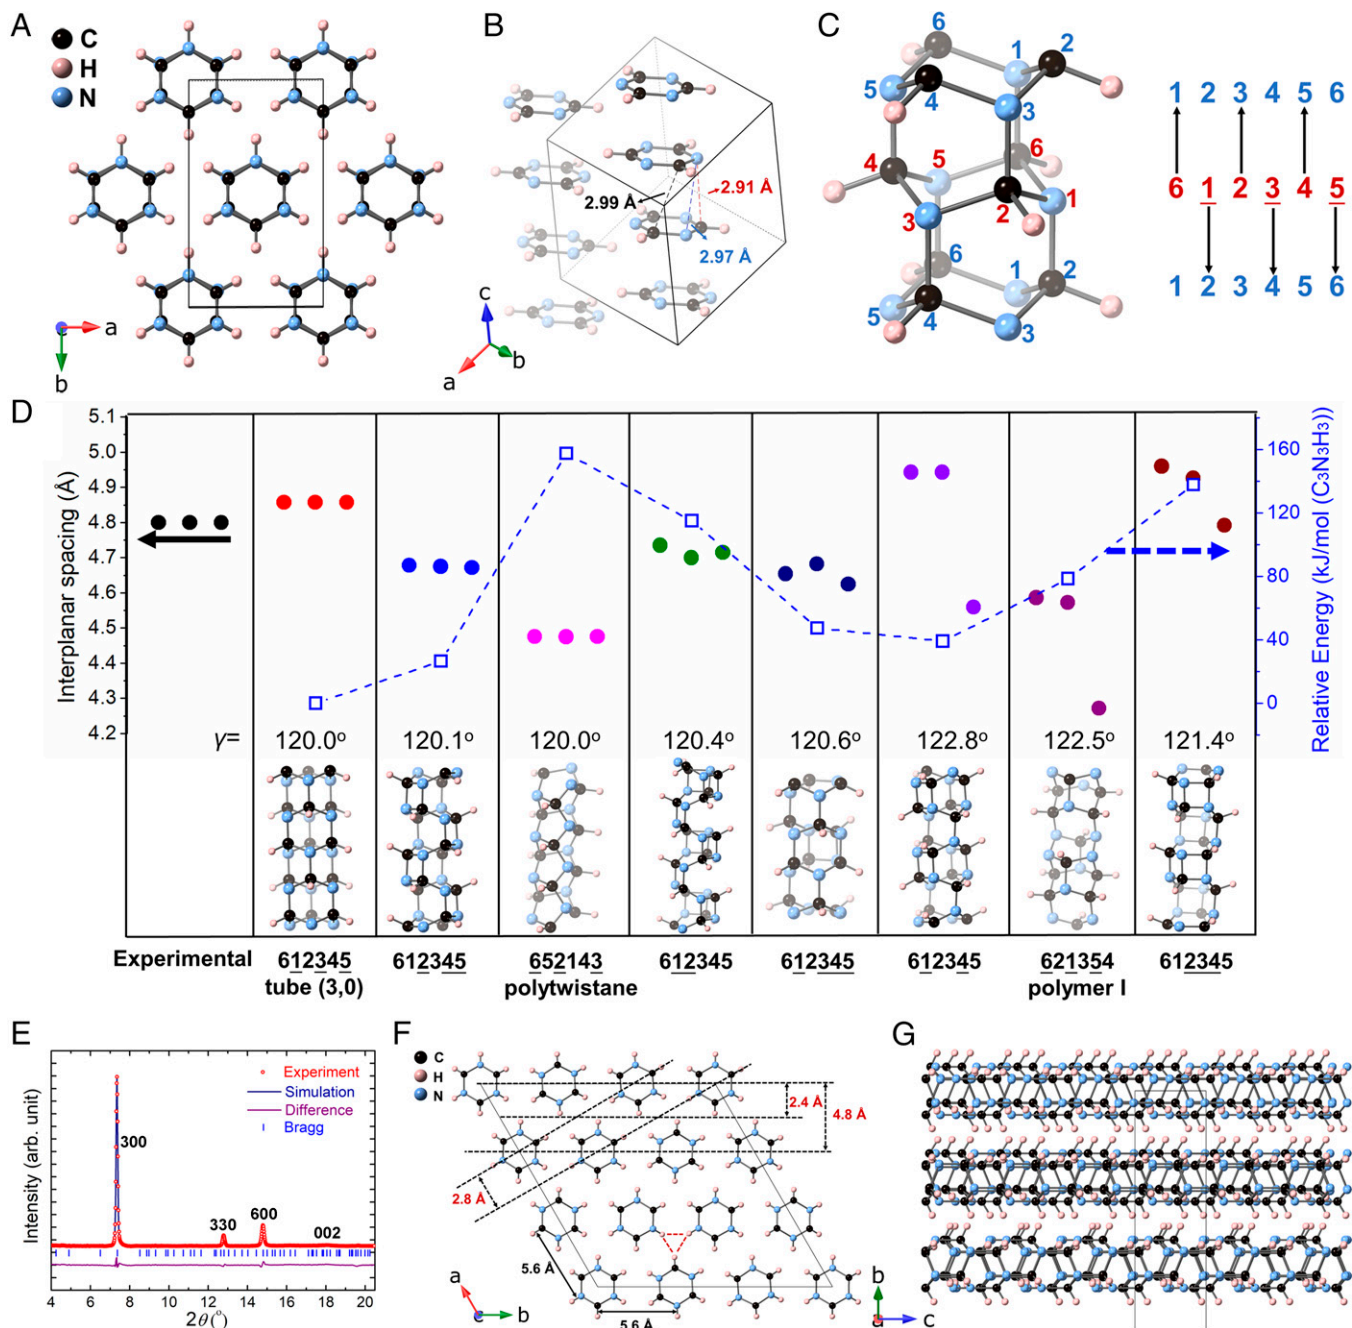 A
C
H
N
c
a
b
B
2.99 Å
2.91 Å
2.97 Å
c
b
a
C
6
1
2
5
4
3
4
5
6
3
2
1
6
1
2
5
4
3
1 2 3 4 5 6
6 1 2 3 4 5
1 2 3 4 5 6
D
Interplanar spacing (Å)
5.1
5.0
4.9
4.8
4.7
4.6
4.5
4.4
4.3
4.2
Relative Energy (kJ/mol (C₃N₃H₃))
160
120
80
40
0
γ= 120.0° 120.1° 120.0° 120.4° 120.6° 122.8° 122.5° 121.4°
Experimental 612345 612345 652143 612345 612345 612345 621354 612345
tube (3,0) polytwistane polymer I
E
Intensity (arb. unit)
Experiment
Simulation
Difference
Bragg
300
330
600
002
4 6 8 10 12 14 16 18 20
2θ(°)
F
C
H
N
2.4 Å
4.8 Å
2.8 Å
5.6 Å
5.6 Å
a
c
b
G
b
a
c